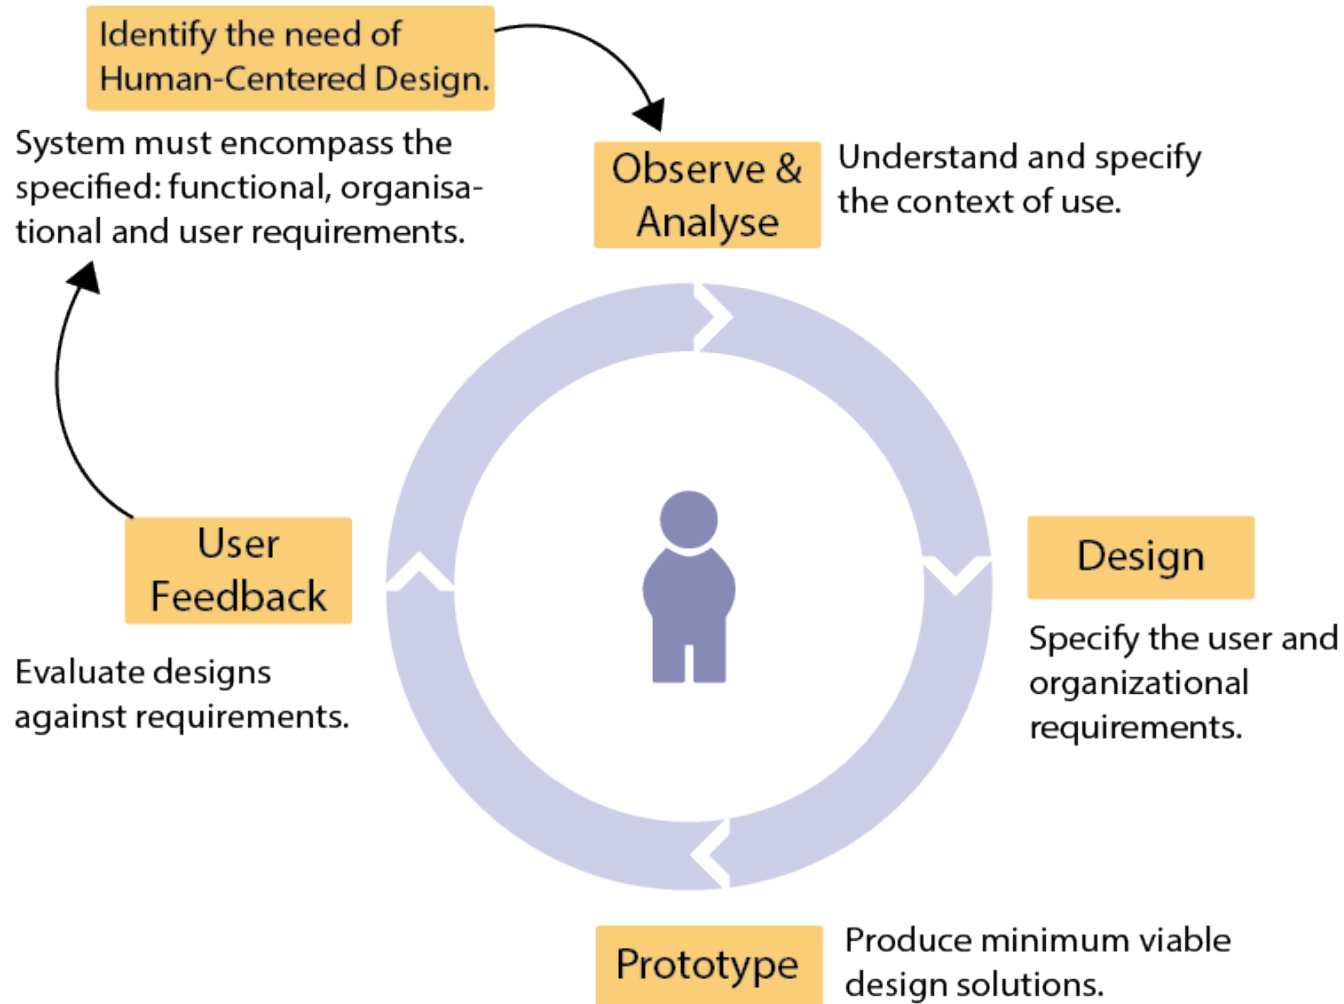 Identify the need of
Human-Centered Design.
System must encompass the
specified: functional, organisa-
tional and user requirements.
Observe &
Analyse
Understand and specify
the context of use.
Design
Specify the user and
organizational
requirements.
Prototype
Produce minimum viable
design solutions.
User
Feedback
Evaluate designs
against requirements.